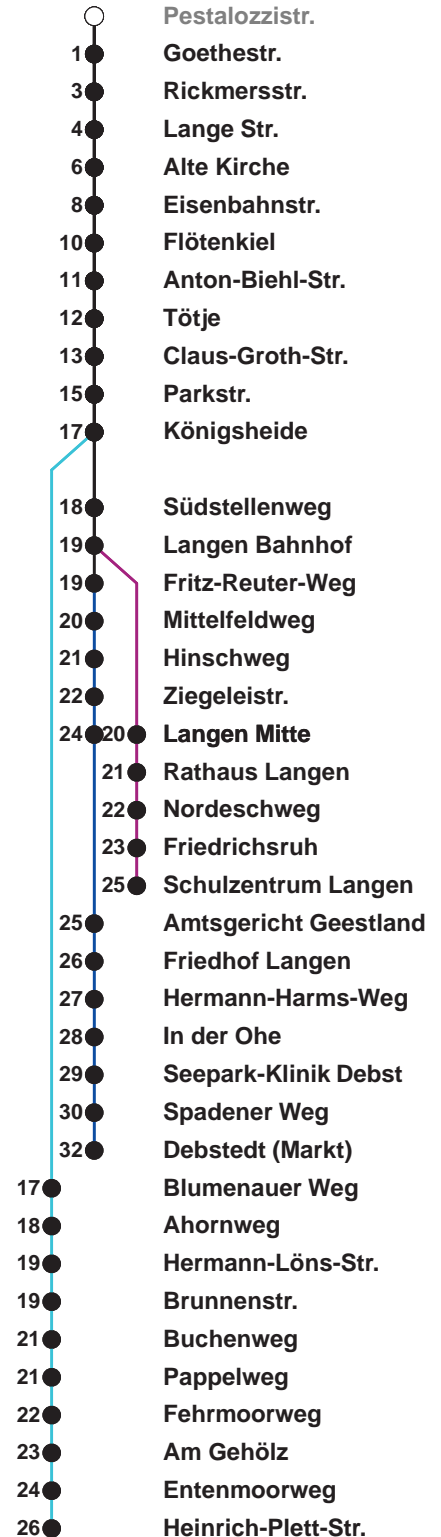 Pestalozzistr.
1 Goethestr.
3 Rickmersstr.
4 Lange Str.
6 Alte Kirche
8 Eisenbahnstr.
10 Flötenkiel
11 Anton-Biehl-Str.
12 Tötje
13 Claus-Groth-Str.
15 Parkstr.
17 Königsheide
18 Südstellenweg
19 Langen Bahnhof
19 Fritz-Reuter-Weg
20 Mittelfeldweg
21 Hinschweg
22 Ziegeleistr.
24 20 Langen Mitte
21 Rathaus Langen
22 Nordeschweg
23 Friedrichsruh
25 Schulzentrum Langen
25 Amtsgericht Geestland
26 Friedhof Langen
27 Hermann-Harms-Weg
28 In der Ohe
29 Seepark-Klinik Debst
30 Spadener Weg
32 Debstedt (Markt)
17 Blumenauer Weg
18 Ahornweg
19 Hermann-Löns-Str.
19 Brunnenstr.
21 Buchenweg
21 Pappelweg
22 Fehrmoorweg
23 Am Gehölz
24 Entenmoorweg
26 Heinrich-Plett-Str.